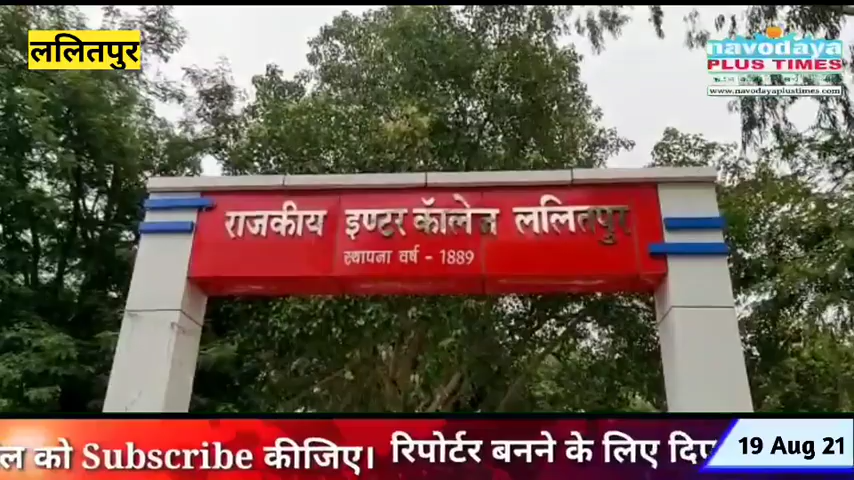 ललितपुर
navodaya
PLUS TIMES
www.navodayaplustimes.com
राजकीय इण्टर कॉलेज ललितपुर
स्थापना वर्ष - 1889
ल को Subscribe कीजिए। रिपोर्टर बनने के लिए दिए
19 Aug 21